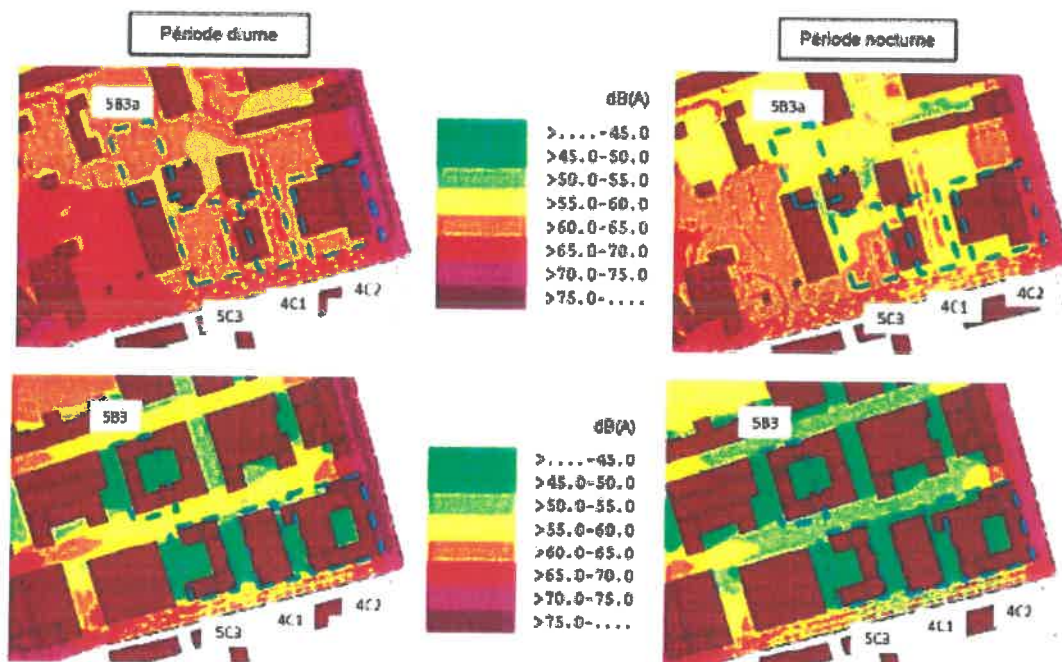 Période diurne
Période nocturne
5B3a
dB(A)
>....-45.0
>45.0-50.0
>50.0-55.0
>55.0-60.0
>60.0-65.0
>65.0-70.0
>70.0-75.0
>75.0-....
5B3a
5C3
4C1
4C2
5C3
4C1
4C2
5B3
dB(A)
>....-45.0
>45.0-50.0
>50.0-55.0
>55.0-60.0
>60.0-65.0
>65.0-70.0
>70.0-75.0
>75.0-....
5B3
5C3
4C1
4C2
5C3
4C1
4C2